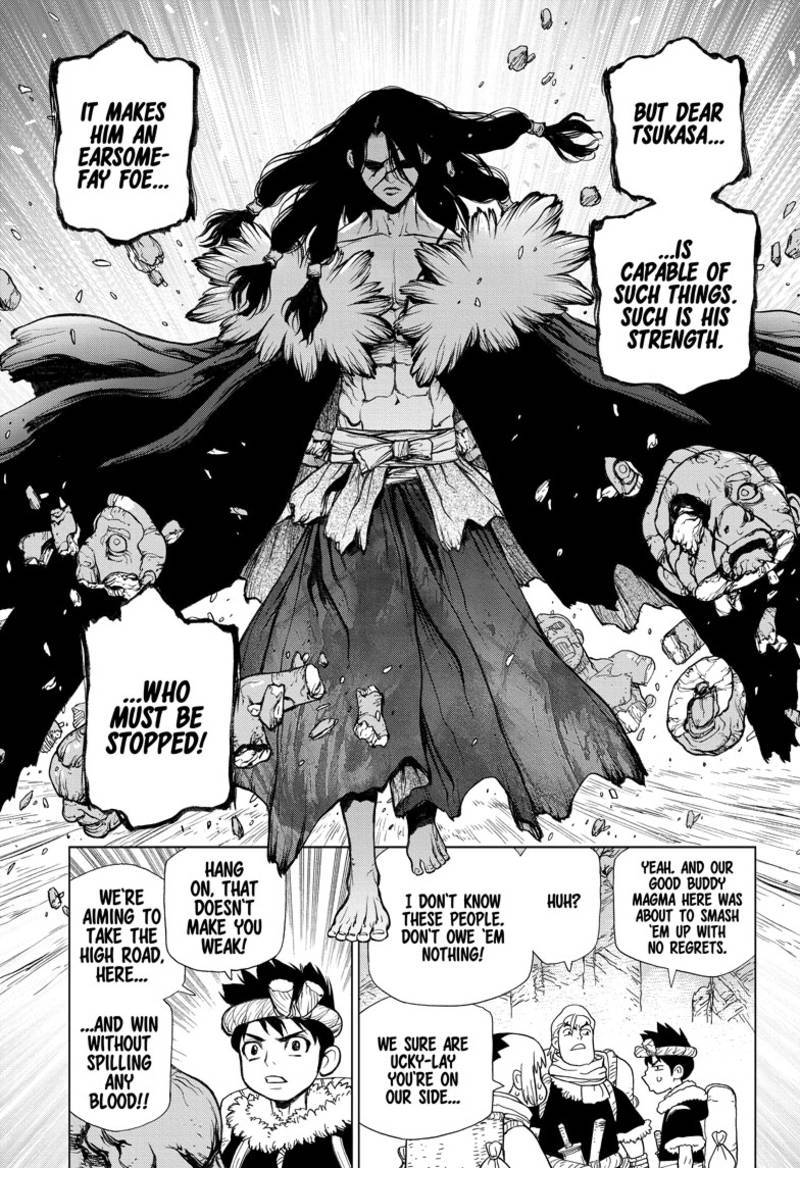 BUT DEAR
TSUKASA...
...IS
CAPABLE OF
SUCH THINGS.
SUCH IS HIS
STRENGTH.
IT MAKES
HIM AN
EARSOME-
FAY FOE...
...WHO
MUST BE
STOPPED!
YEAH. AND OUR
GOOD BUDDY
MAGMA HERE WAS
ABOUT TO SMASH
'EM UP WITH
NO REGRETS.
HUH?
I DON'T KNOW
THESE PEOPLE,
DON'T OWE 'EM
NOTHING!
WE SURE ARE
UCKY-LAY
YOU'RE ON
OUR SIDE...
HANG
ON, THAT
DOESN'T
MAKE YOU
WEAK!
WE'RE
AIMING TO
TAKE THE
HIGH ROAD,
HERE...
...AND WIN
WITHOUT
SPILLING
ANY
BLOOD!!